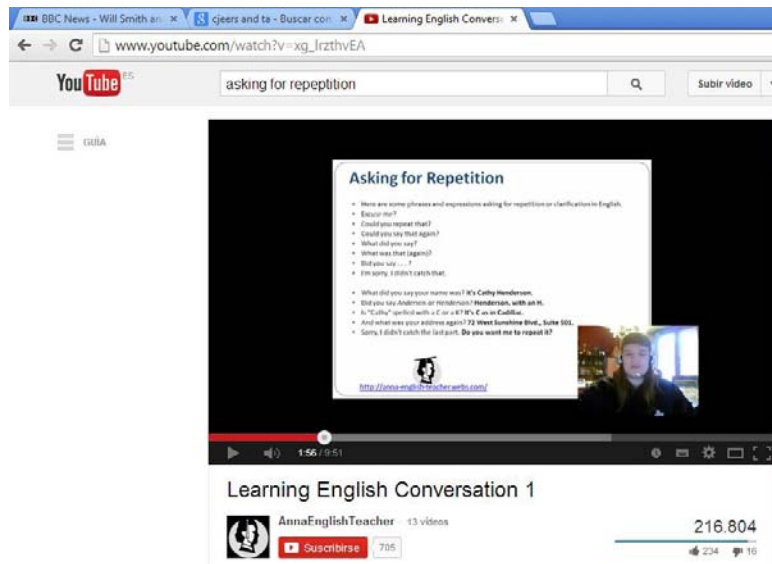 BBC News - Will Smith an
cjeers and ta - Buscar con
Learning English Convers
www.youtube.com/watch?v=xg_lrzthvEA
YouTube ES
asking for repeptition
Subir vídeo
GUÍA
Asking for Repetition
Here are some phrases and expressions asking for repetition or clarification in English.
Excuse me?
Could you repeat that?
Could you say that again?
What did you say?
What was that (again)?
Did you say .... ?
I'm sorry, I didn't catch that.
What did you say your name was? It's Cathy Henderson.
Did you say Anderson or Henderson? Henderson, with an H.
Is "Cathy" spelled with a C or a K? It's C as in Cadillac.
And what was your address again? 72 West Sunshine Blvd., Suite 501.
Sorry, I didn't catch the last part. Do you want me to repeat it?
http://anna-english-teacher.webs.com/
1:56 / 9:51
Learning English Conversation 1
AnnaEnglishTeacher 13 vídeos
Suscribirse 705
216.804
234 16